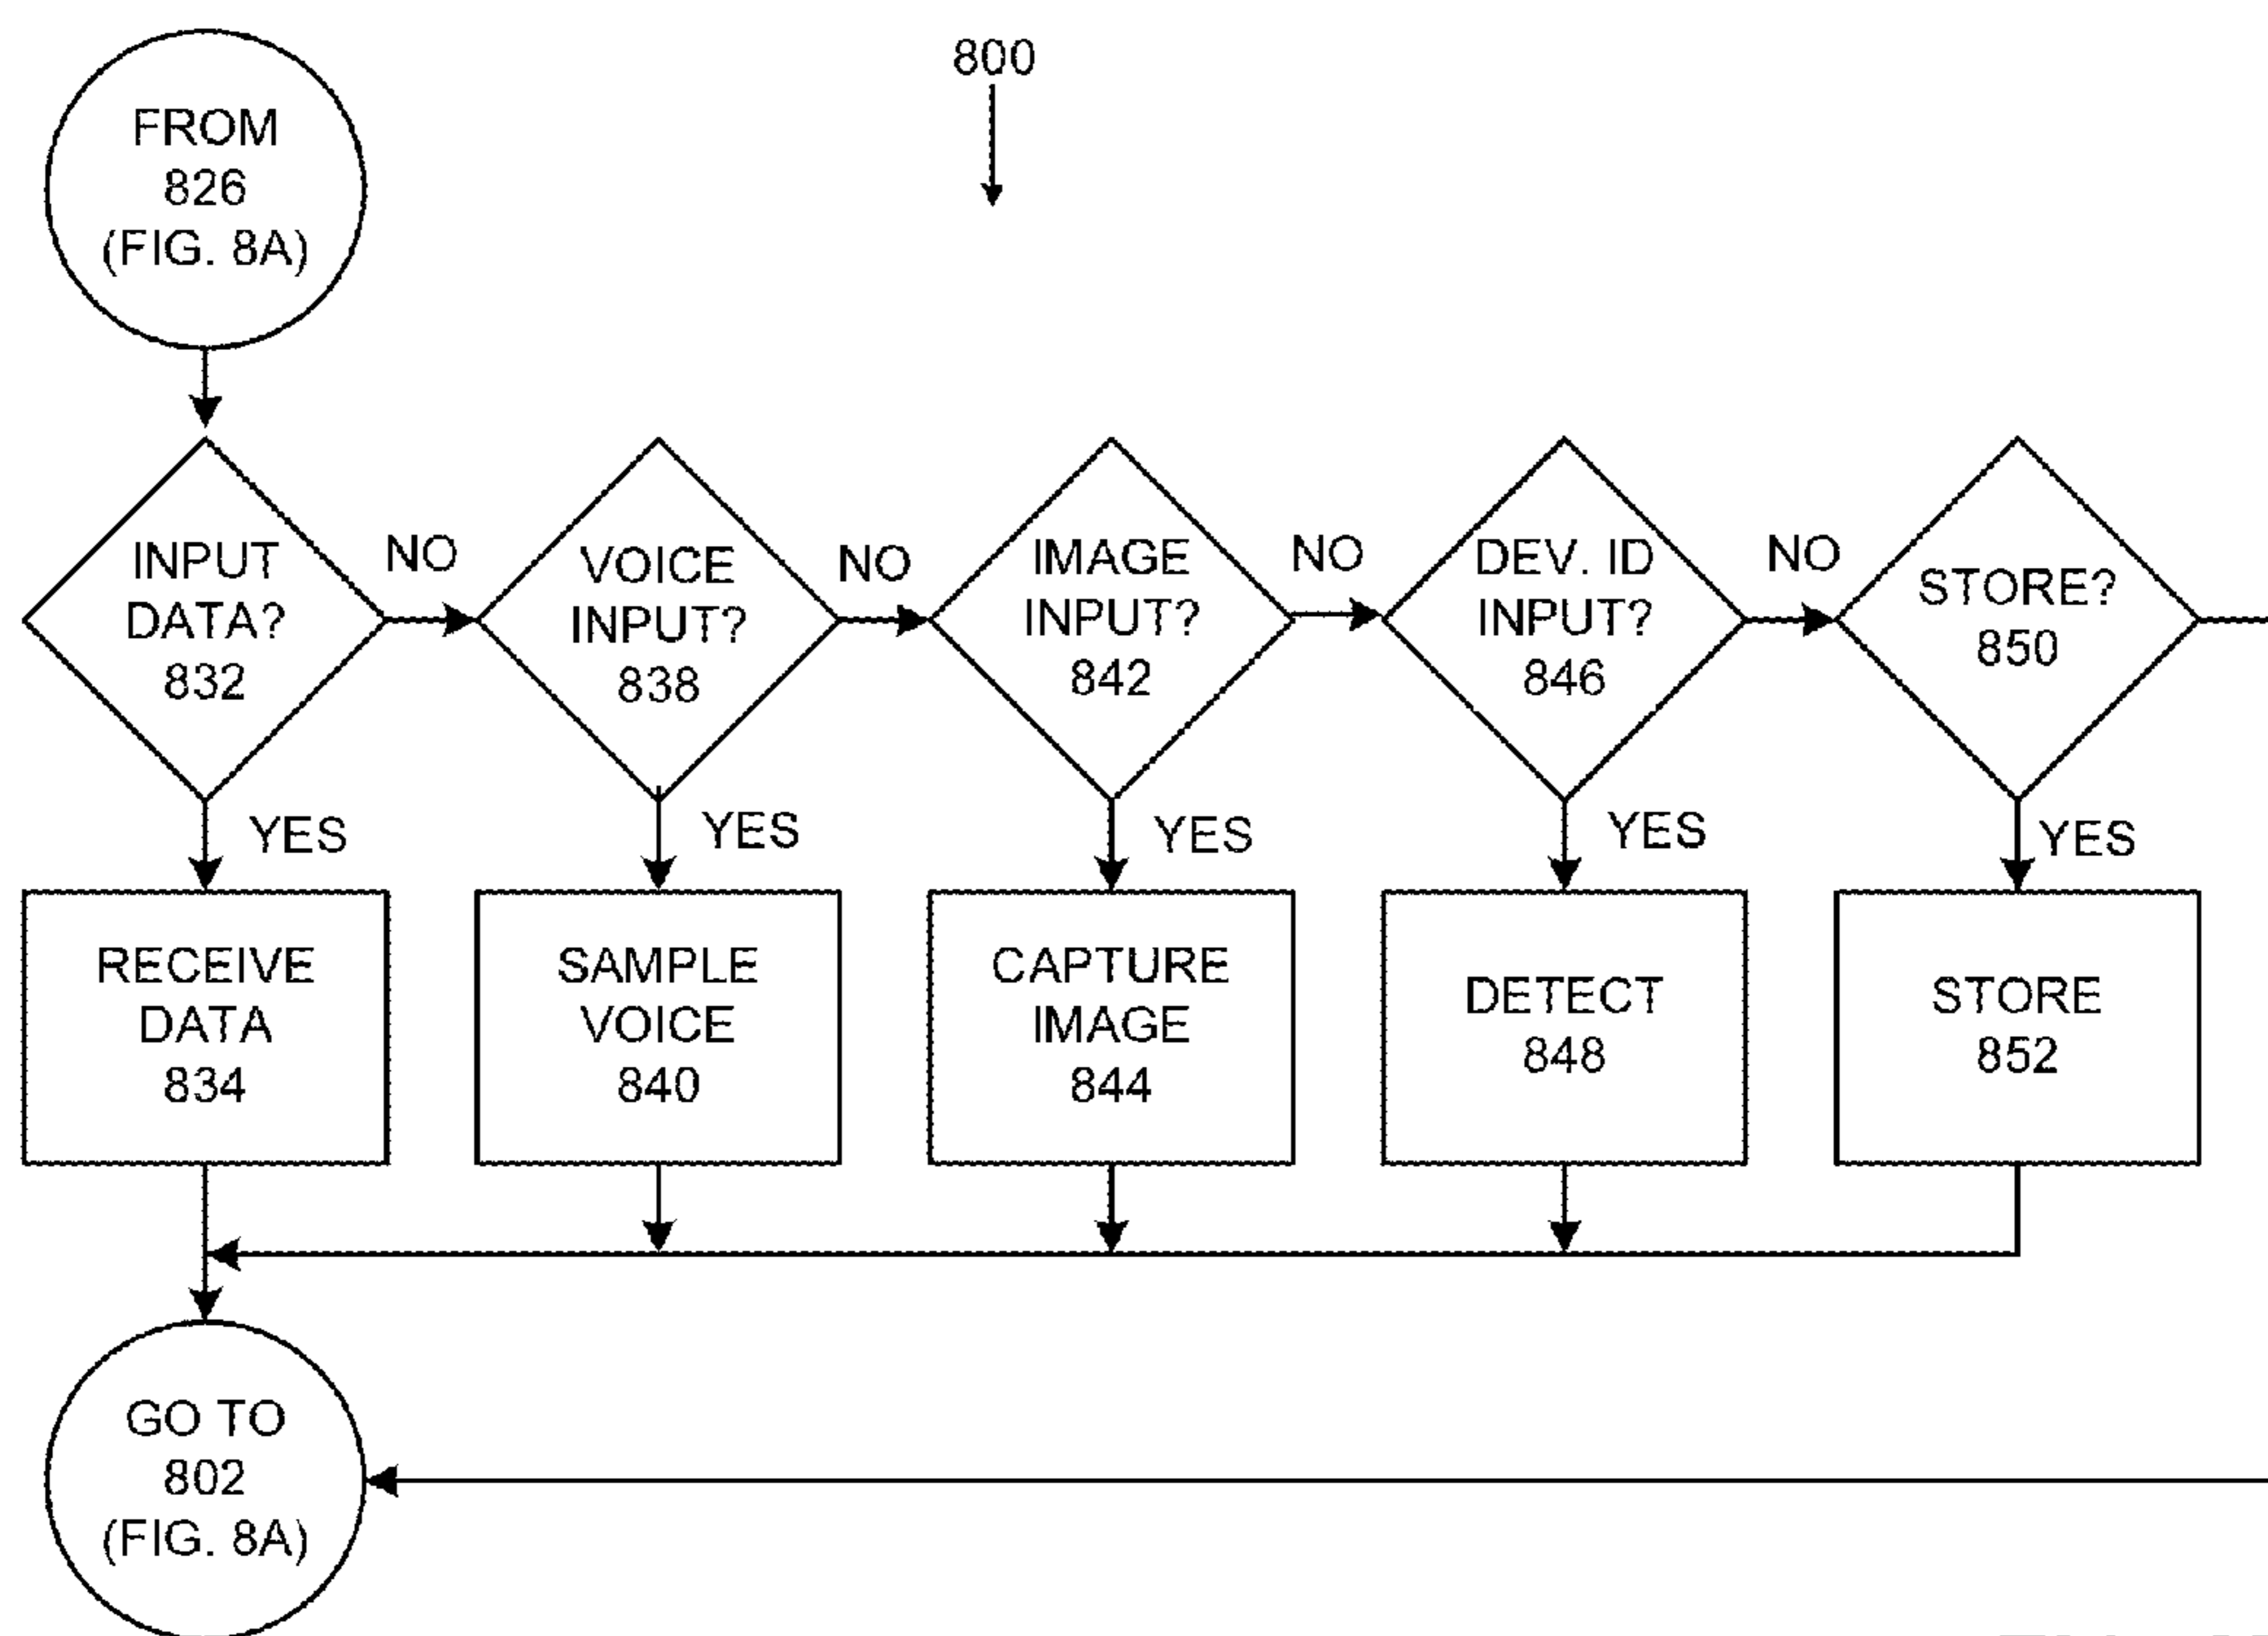 800
FROM
826
(FIG. 8A)
INPUT
DATA?
832
NO
VOICE
INPUT?
838
NO
IMAGE
INPUT?
842
NO
DEV. ID
INPUT?
846
NO
STORE?
850
YES
YES
YES
YES
YES
RECEIVE
DATA
834
SAMPLE
VOICE
840
CAPTURE
IMAGE
844
DETECT
848
STORE
852
GO TO
802
(FIG. 8A)